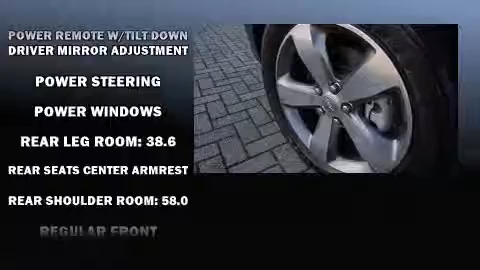 POWER REMOTE W/TILT DOWN
DRIVER MIRROR ADJUSTMENT
POWER STEERING
POWER WINDOWS
REAR LEG ROOM: 38.6
REAR SEATS CENTER ARMREST
REAR SHOULDER ROOM: 58.0
REGULAR FRONT